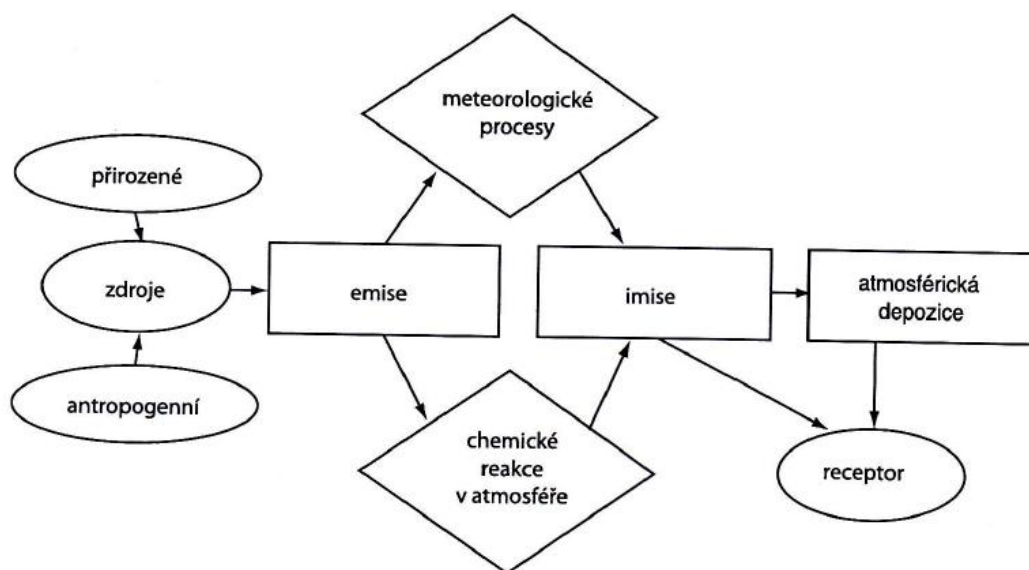 meteorologické
procesy
přirozené
zdroje
emise
imise
atmosférická
depozice
antropogenní
chemické
reakce
v atmosféře
receptor